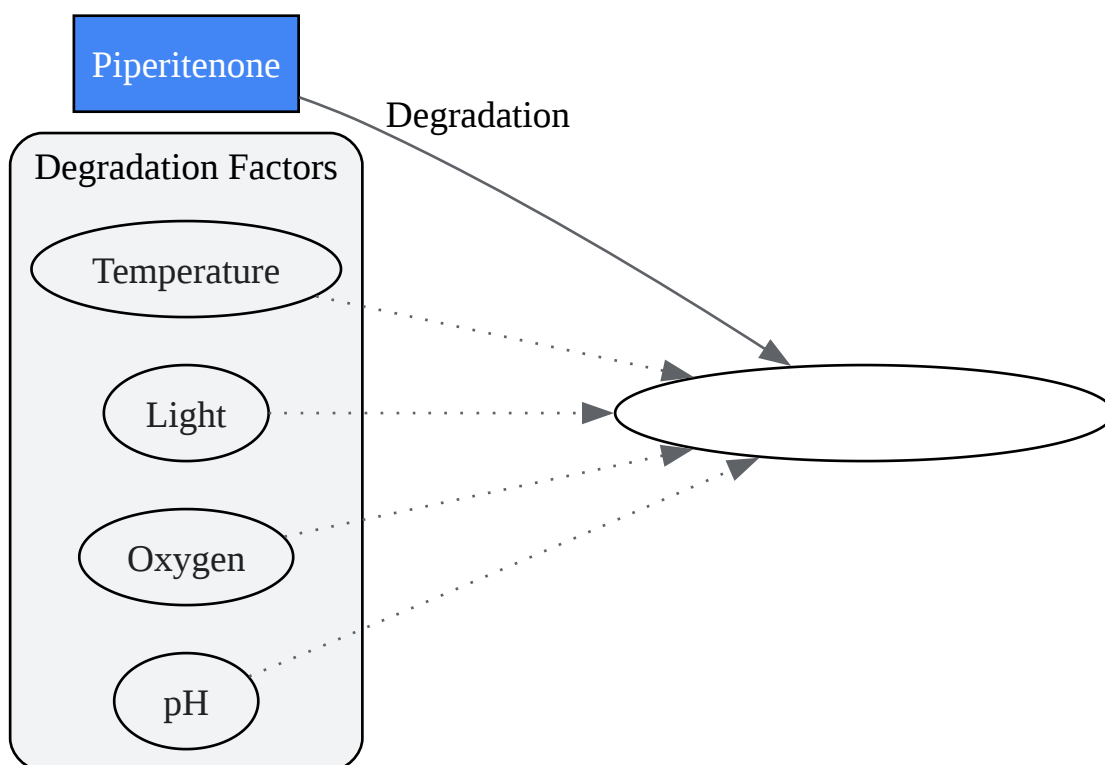 Piperitenone
Degradation
Degradation Factors
Temperature
Light
Oxygen
pH